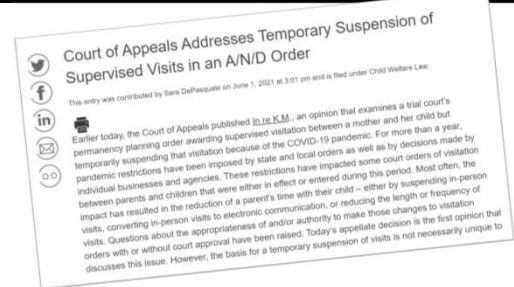 Court of Appeals Addresses Temporary Suspension of
Supervised Visits in an A/N/D Order
This entry was contributed by Sara DePasquale on June 1, 2021 at 3:01 pm and is filed under Child Welfare Law.
Earlier today, the Court of Appeals published In re K.M., an opinion that examines a trial court's
permanency planning order awarding supervised visitation between a mother and her child but
temporarily suspending that visitation because of the COVID-19 pandemic. For more than a year,
pandemic restrictions have been imposed by state and local orders as well as by decisions made by
individual businesses and agencies. These restrictions have impacted some court orders of visitation
between parents and children that were either in effect or entered during this period. Most often, the
impact has resulted in the reduction of a parent's time with their child – either by suspending in-person
visits, converting in-person visits to electronic communication, or reducing the length or frequency of
visits. Questions about the appropriateness of and/or authority to make those changes to visitation
orders with or without court approval have been raised. Today's appellate decision is the first opinion that
discusses this issue. However, the basis for a temporary suspension of visits is not necessarily unique to